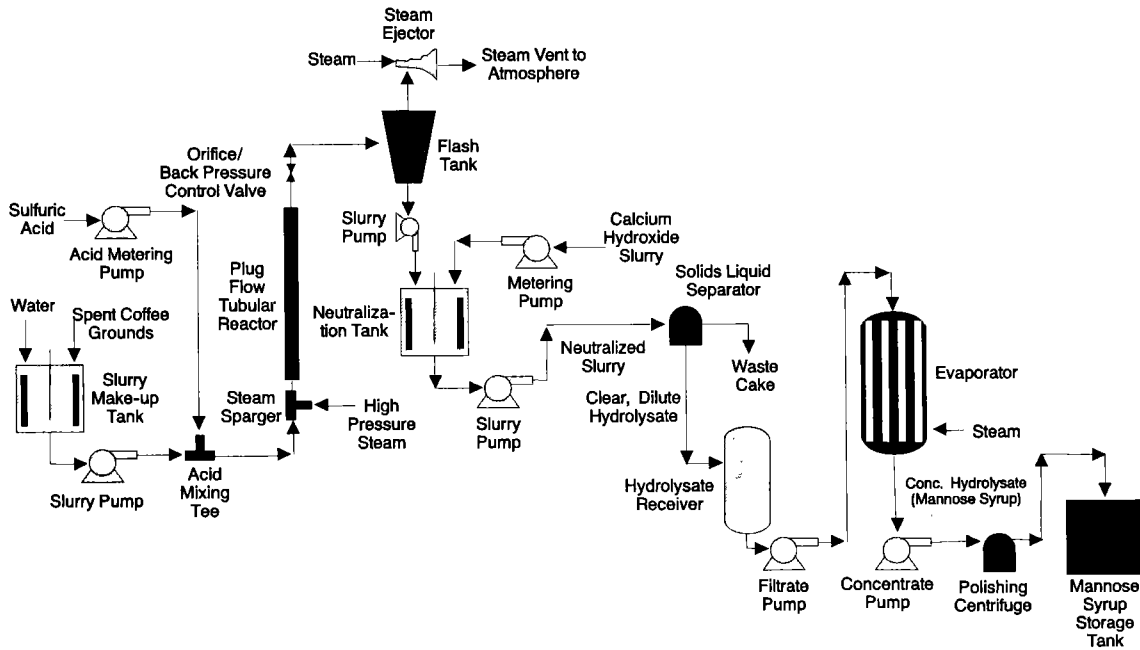 Steam
Ejector
Steam
Steam Vent to
Atmosphere
Flash
Tank
Orifice/
Back Pressure
Control Valve
Sulfuric
Acid
Acid Metering
Pump
Slurry
Pump
Calcium
Hydroxide
Slurry
Metering
Pump
Plug
Flow
Tubular
Reactor
Neutraliza-
tion Tank
Solids Liquid
Separator
Water
Spent Coffee
Grounds
Slurry
Make-up
Tank
Steam
Sparger
High
Pressure
Steam
Neutralized
Slurry
Waste
Cake
Evaporator
Steam
Clear, Dilute
Hydrolysate
Slurry
Pump
Slurry Pump
Acid
Mixing
Tee
Hydrolysate
Receiver
Conc. Hydrolysate
(Mannose Syrup)
Filtrate
Pump
Concentrate
Pump
Polishing
Centrifuge
Mannose
Syrup
Storage
Tank